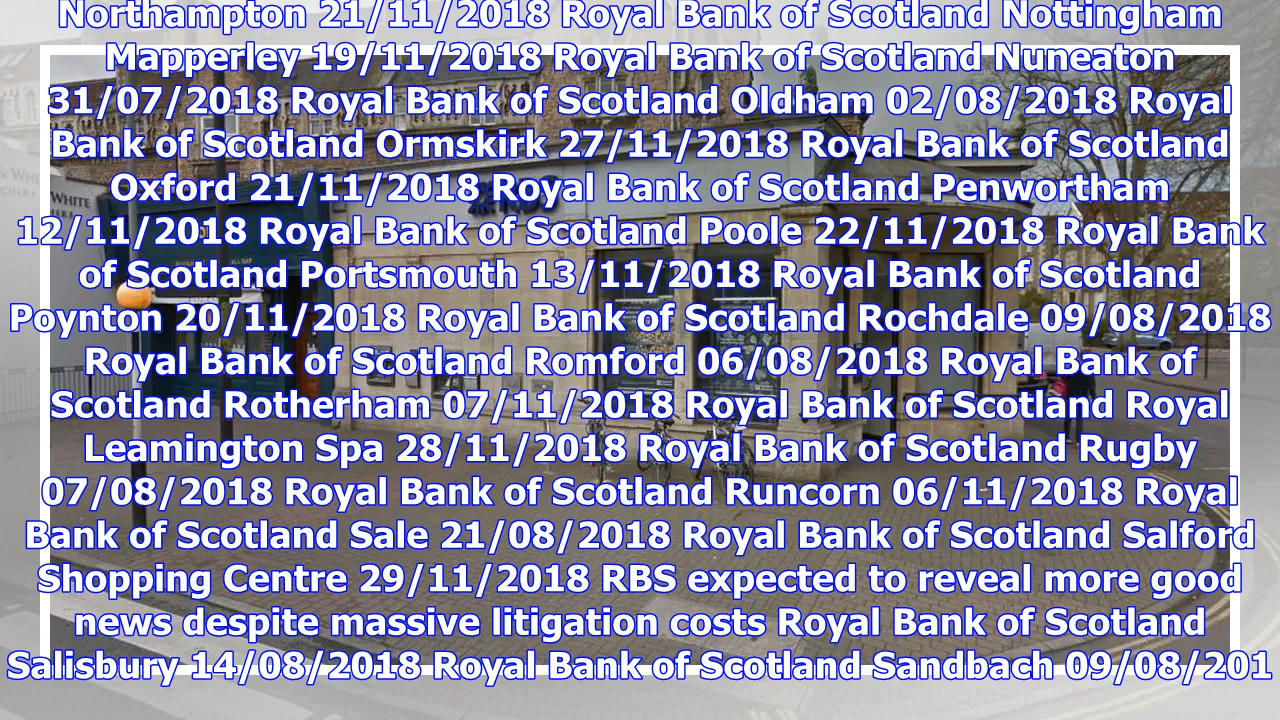 Northampton 21/11/2018 Royal Bank of Scotland Nottingham
Mapperley 19/11/2018 Royal Bank of Scotland Nuneaton
31/07/2018 Royal Bank of Scotland Oldham 02/08/2018 Royal
Bank of Scotland Ormskirk 27/11/2018 Royal Bank of Scotland
Oxford 21/11/2018 Royal Bank of Scotland Penwortham
12/11/2018 Royal Bank of Scotland Poole 22/11/2018 Royal Bank
of Scotland Portsmouth 13/11/2018 Royal Bank of Scotland
Poynton 20/11/2018 Royal Bank of Scotland Rochdale 09/08/2018
Royal Bank of Scotland Romford 06/08/2018 Royal Bank of
Scotland Rotherham 07/11/2018 Royal Bank of Scotland Royal
Leamington Spa 28/11/2018 Royal Bank of Scotland Rugby
07/08/2018 Royal Bank of Scotland Runcorn 06/11/2018 Royal
Bank of Scotland Sale 21/08/2018 Royal Bank of Scotland Salford
Shopping Centre 29/11/2018 RBS expected to reveal more good
news despite massive litigation costs Royal Bank of Scotland
Salisbury 14/08/2018 Royal Bank of Scotland Sandbach 09/08/201
WHITE